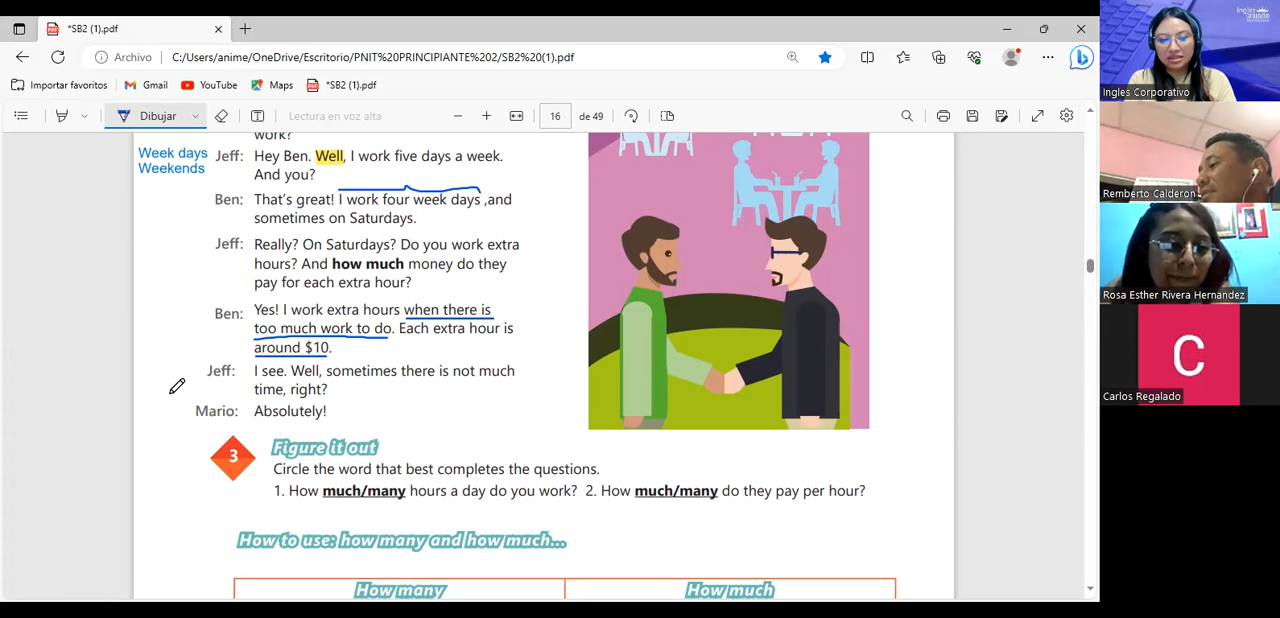 *SB2 (1).pdf
Archivo
C:/Users/anime/OneDrive/Escritorio/PNIT%20PRINCIPIANTE%202/SB2%20(1).pdf
Importar favoritos
Gmail
YouTube
Maps
*SB2 (1).pdf
Dibujar
Lectura en voz alta
16
de 49
work?
Week days
Weekends
Jeff: Hey Ben. Well, I work five days a week.
And you?
Ben: That's great! I work four week days ,and
sometimes on Saturdays.
Jeff: Really? On Saturdays? Do you work extra
hours? And how much money do they
pay for each extra hour?
Ben: Yes! I work extra hours when there is
too much work to do. Each extra hour is
around $10.
Jeff: I see. Well, sometimes there is not much
time, right?
Mario: Absolutely!
3
Figure it out
Circle the word that best completes the questions.
1. How much/many hours a day do you work? 2. How much/many do they pay per hour?
How to use: how many and how much...
How many
How much
Ingles Corporativo
Remberto Calderon
Rosa Esther Rivera Hernandez
C
Carlos Regalado